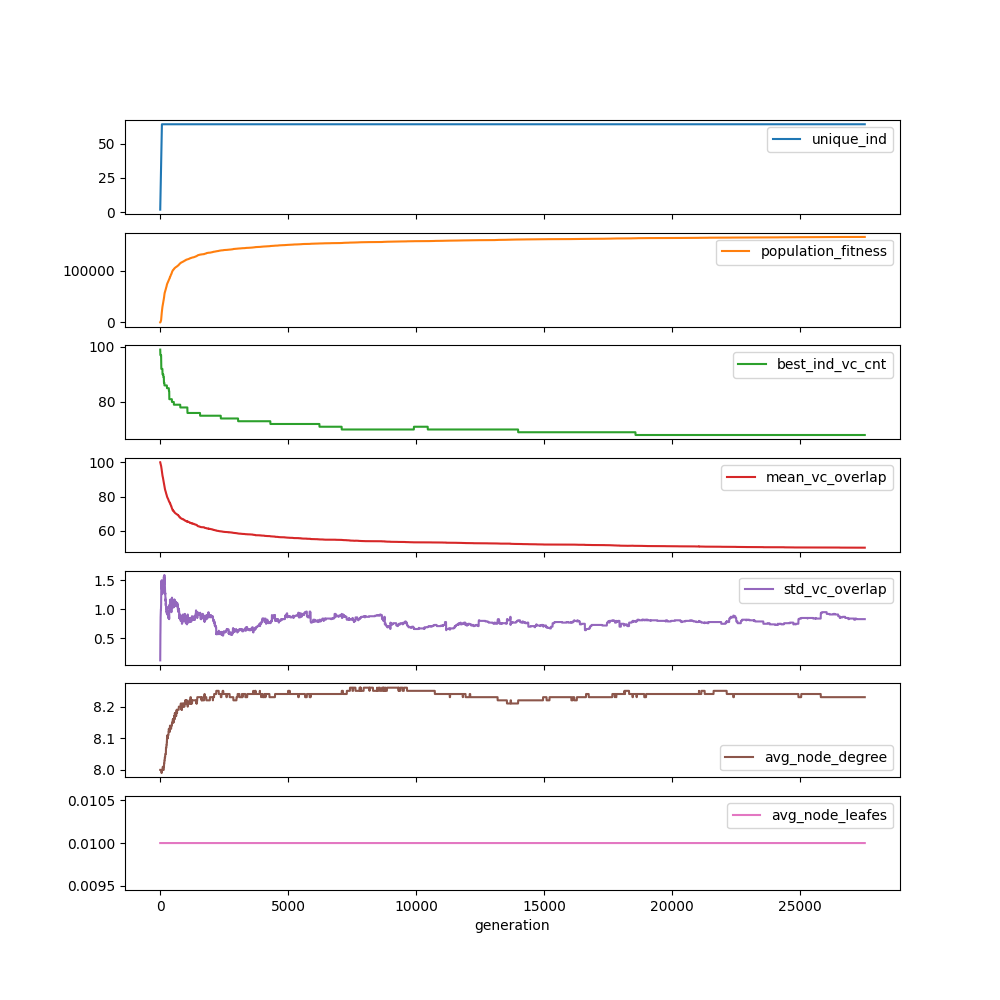 50
25
0
unique_ind
100000
0
population_fitness
100
80
best_ind_vc_cnt
100
80
60
mean_vc_overlap
1.5
1.0
0.5
std_vc_overlap
8.2
8.1
8.0
avg_node_degree
0.0105
0.0100
0.0095
avg_node_leafes
0 5000 10000 15000 20000 25000
generation